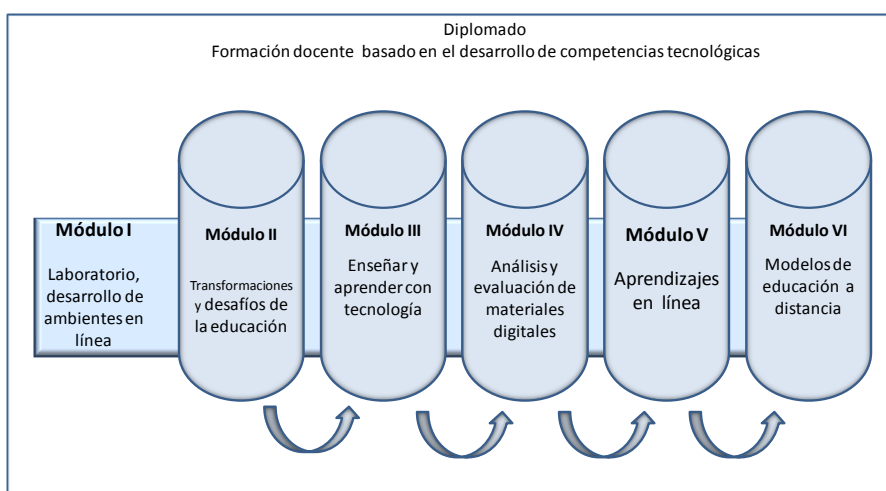 Diplomado
Formación docente basado en el desarrollo de competencias tecnológicas
Módulo I
Laboratorio,
desarrollo de
ambientes en
línea
Módulo II
Transformaciones
y desafíos de
la educación
Módulo III
Enseñar y
aprender con
tecnología
Módulo IV
Análisis y
evaluación de
materiales
digitales
Módulo V
Aprendizajes
en línea
Módulo VI
Modelos de
educación a
distancia